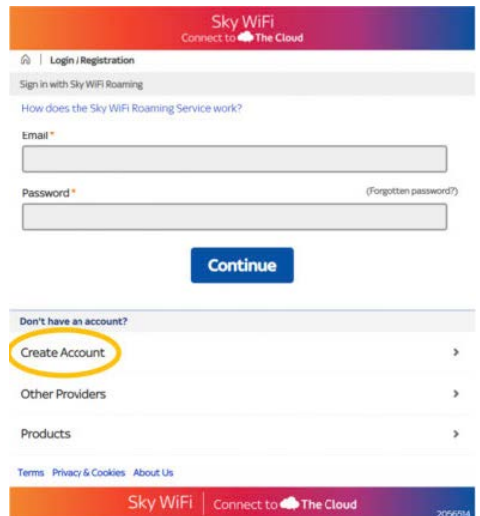 Sky WiFi
Connect to The Cloud
Login / Registration
Sign in with Sky WiFi Roaming
How does the Sky WiFi Roaming Service work?
Email *
Password * (Forgotten password?)
Continue
Don't have an account?
Create Account
Other Providers
Products
Terms Privacy & Cookies About Us
Sky WiFi Connect to The Cloud
2056514